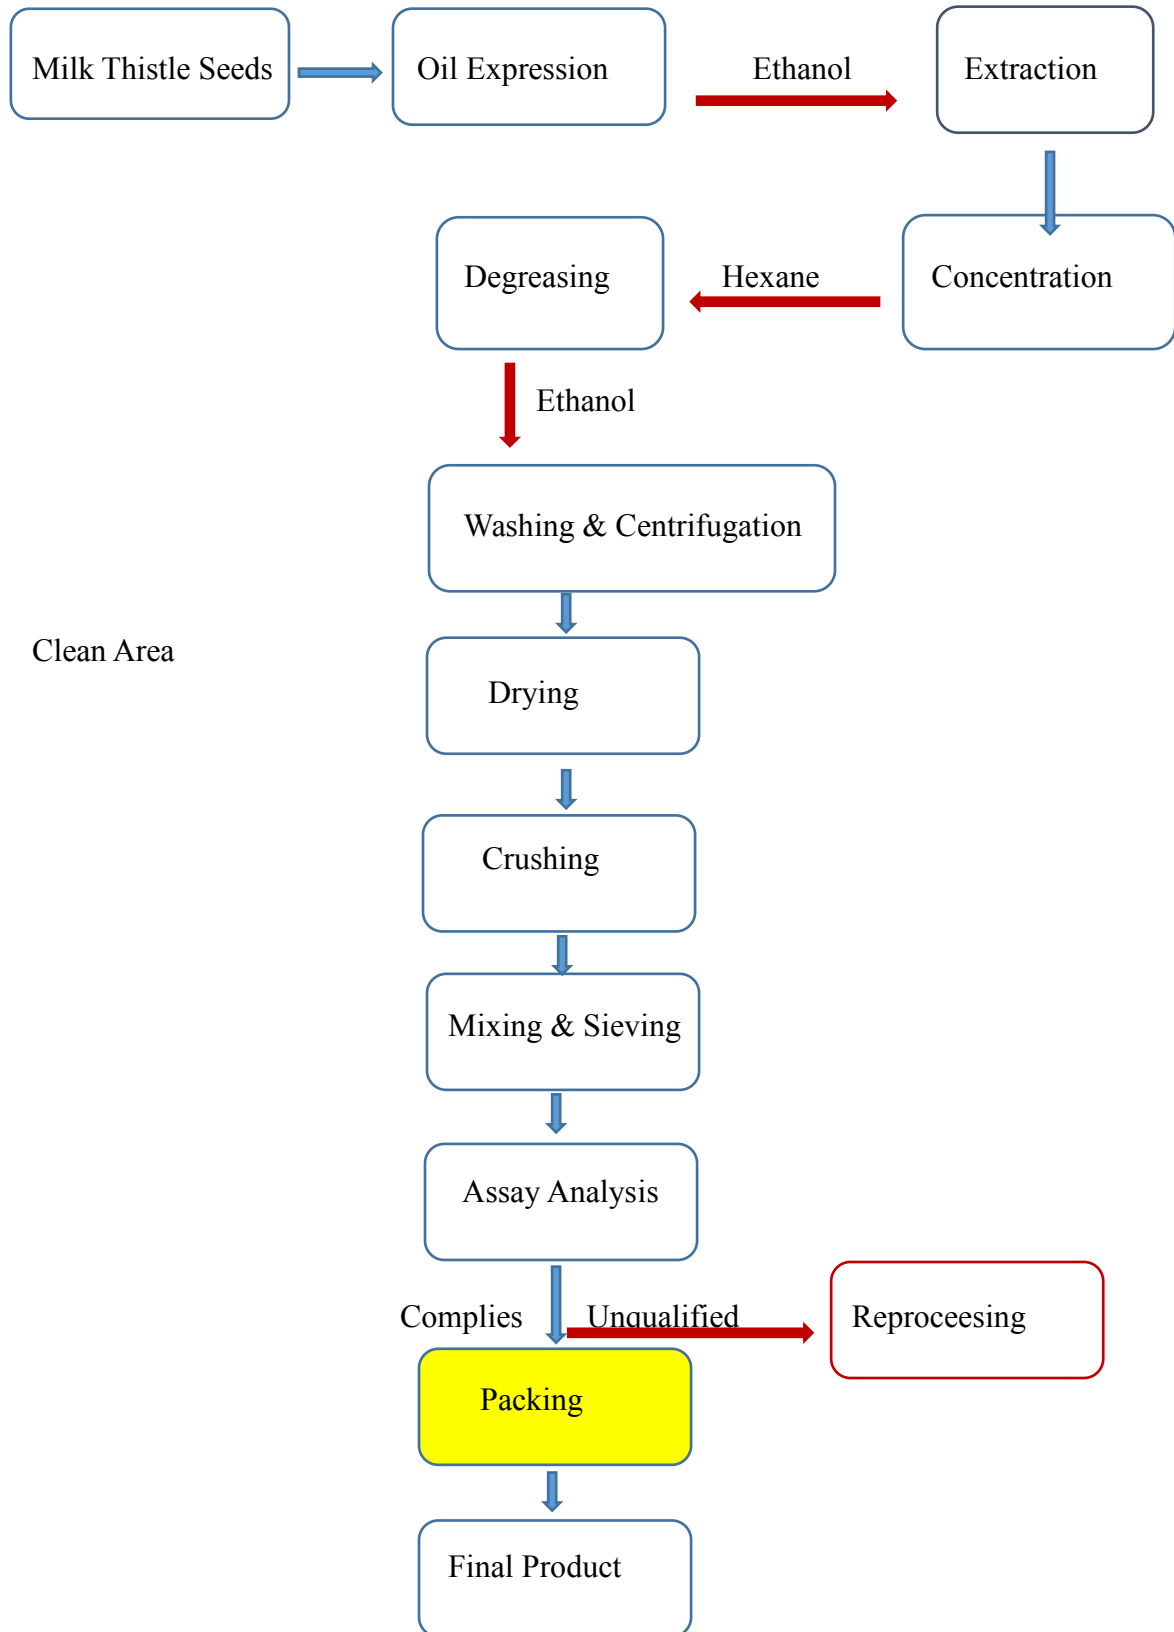 Milk Thistle Seeds
Oil Expression
Ethanol
Extraction
Degreasing
Hexane
Concentration
Ethanol
Washing & Centrifugation
Clean Area
Drying
Crushing
Mixing & Sieving
Assay Analysis
Complies
Unqualified
Reproceesing
Packing
Final Product